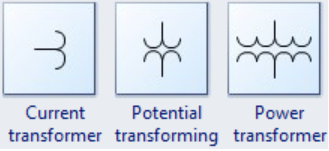 Current
transformer
Potential
transforming
Power
transformer